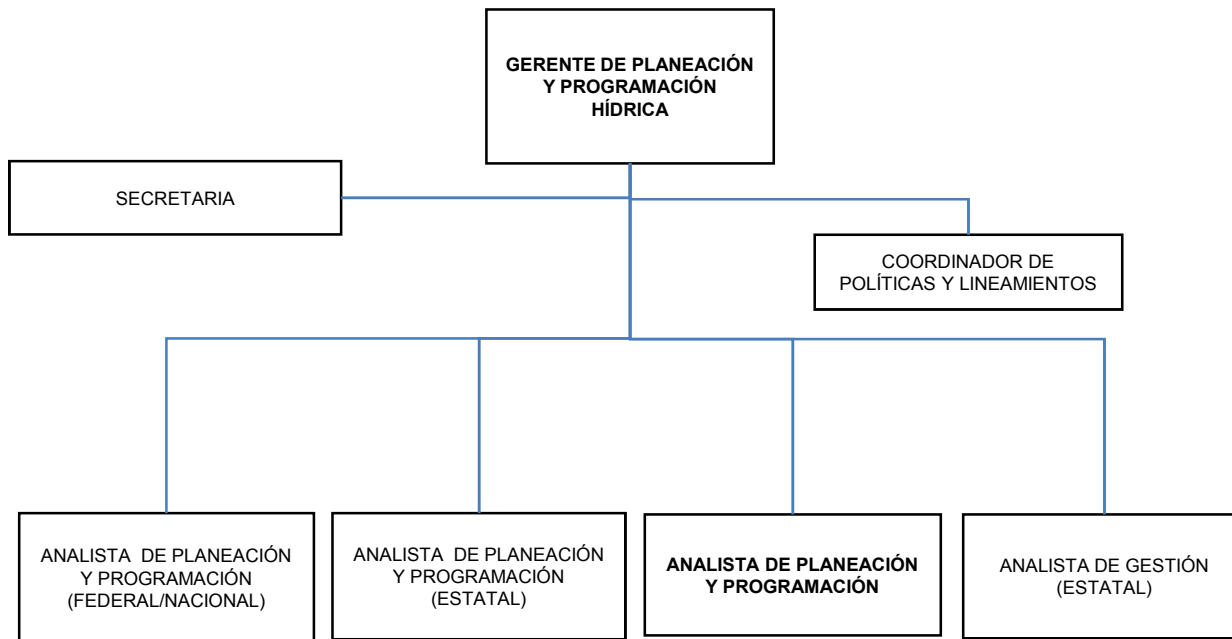 GERENTE DE PLANEACIÓN
Y PROGRAMACIÓN
HÍDRICA
SECRETARIA
COORDINADOR DE
POLÍTICAS Y LINEAMIENTOS
ANALISTA  DE PLANEACIÓN
Y PROGRAMACIÓN
(FEDERAL/NACIONAL)
ANALISTA  DE PLANEACIÓN
Y PROGRAMACIÓN
(ESTATAL)
ANALISTA DE PLANEACIÓN
Y PROGRAMACIÓN
ANALISTA DE GESTIÓN
(ESTATAL)